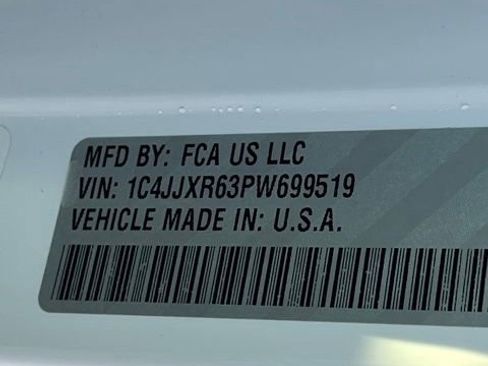 MFD BY: FCA US LLC
VIN: 1C4JJXR63PW699519
VEHICLE MADE IN: U.S.A.